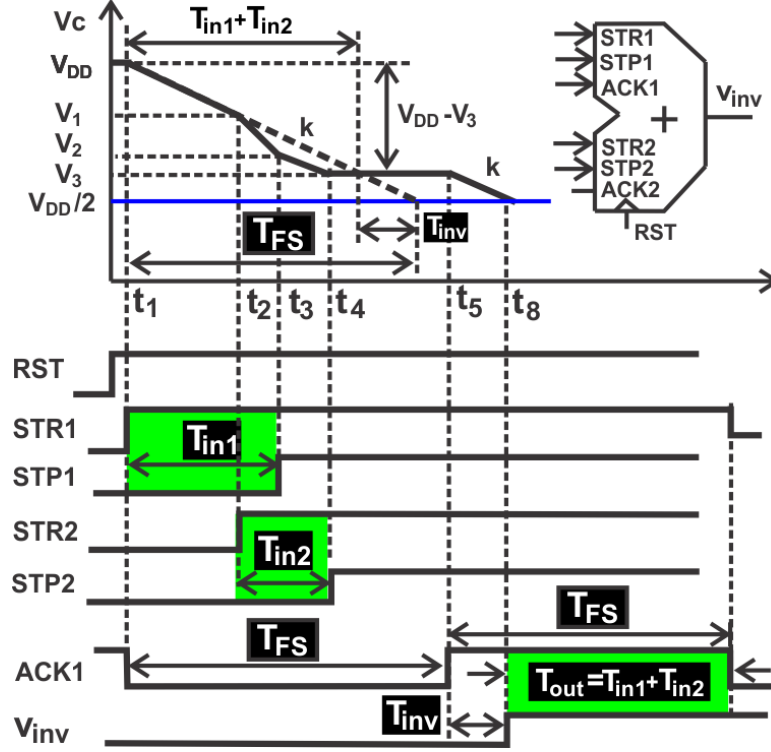 Vc
Tin1+Tin2
VDD
V1
V2
V3
VDD/2
k
VDD-V3
k
TFS
Tinv
t1 t2 t3 t4 t5 t8
STR1
STP1
ACK1
STR2
STP2
ACK2
+
vinv
RST
RST
STR1
Tin1
STP1
STR2
Tin2
STP2
TFS
TFS
ACK1
Tout=Tin1+Tin2
Tinv
vinv